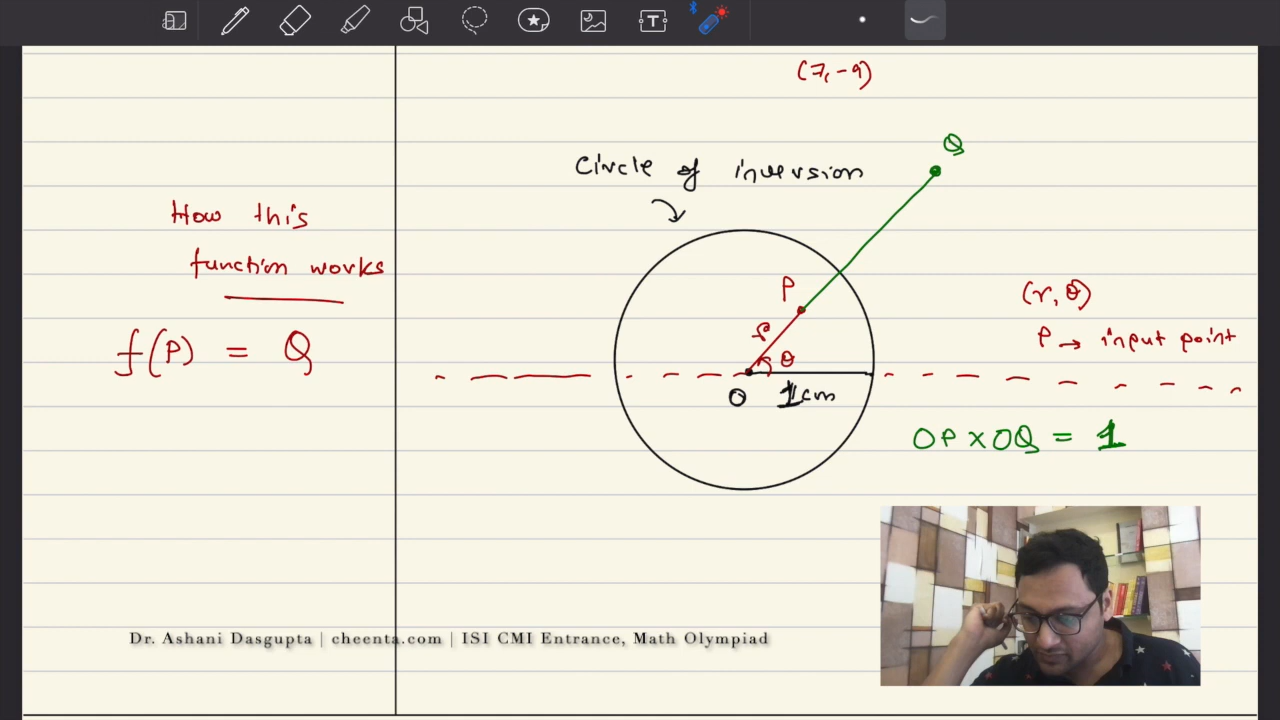 (7, -9)
Q
Circle of inversion
How this
function works
f(P) = Q
P
(r, θ)
P → input point
r
θ
O
1cm
OP x OQ = 1
Dr. Ashani Dasgupta | cheenta.com | ISI CMI Entrance, Math Olympiad